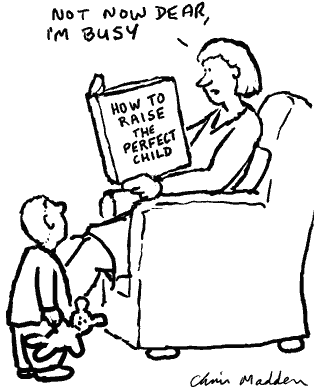 NOT NOW DEAR,
I'M BUSY
HOW TO
RAISE
THE
PERFECT
CHILD
Chris Madden